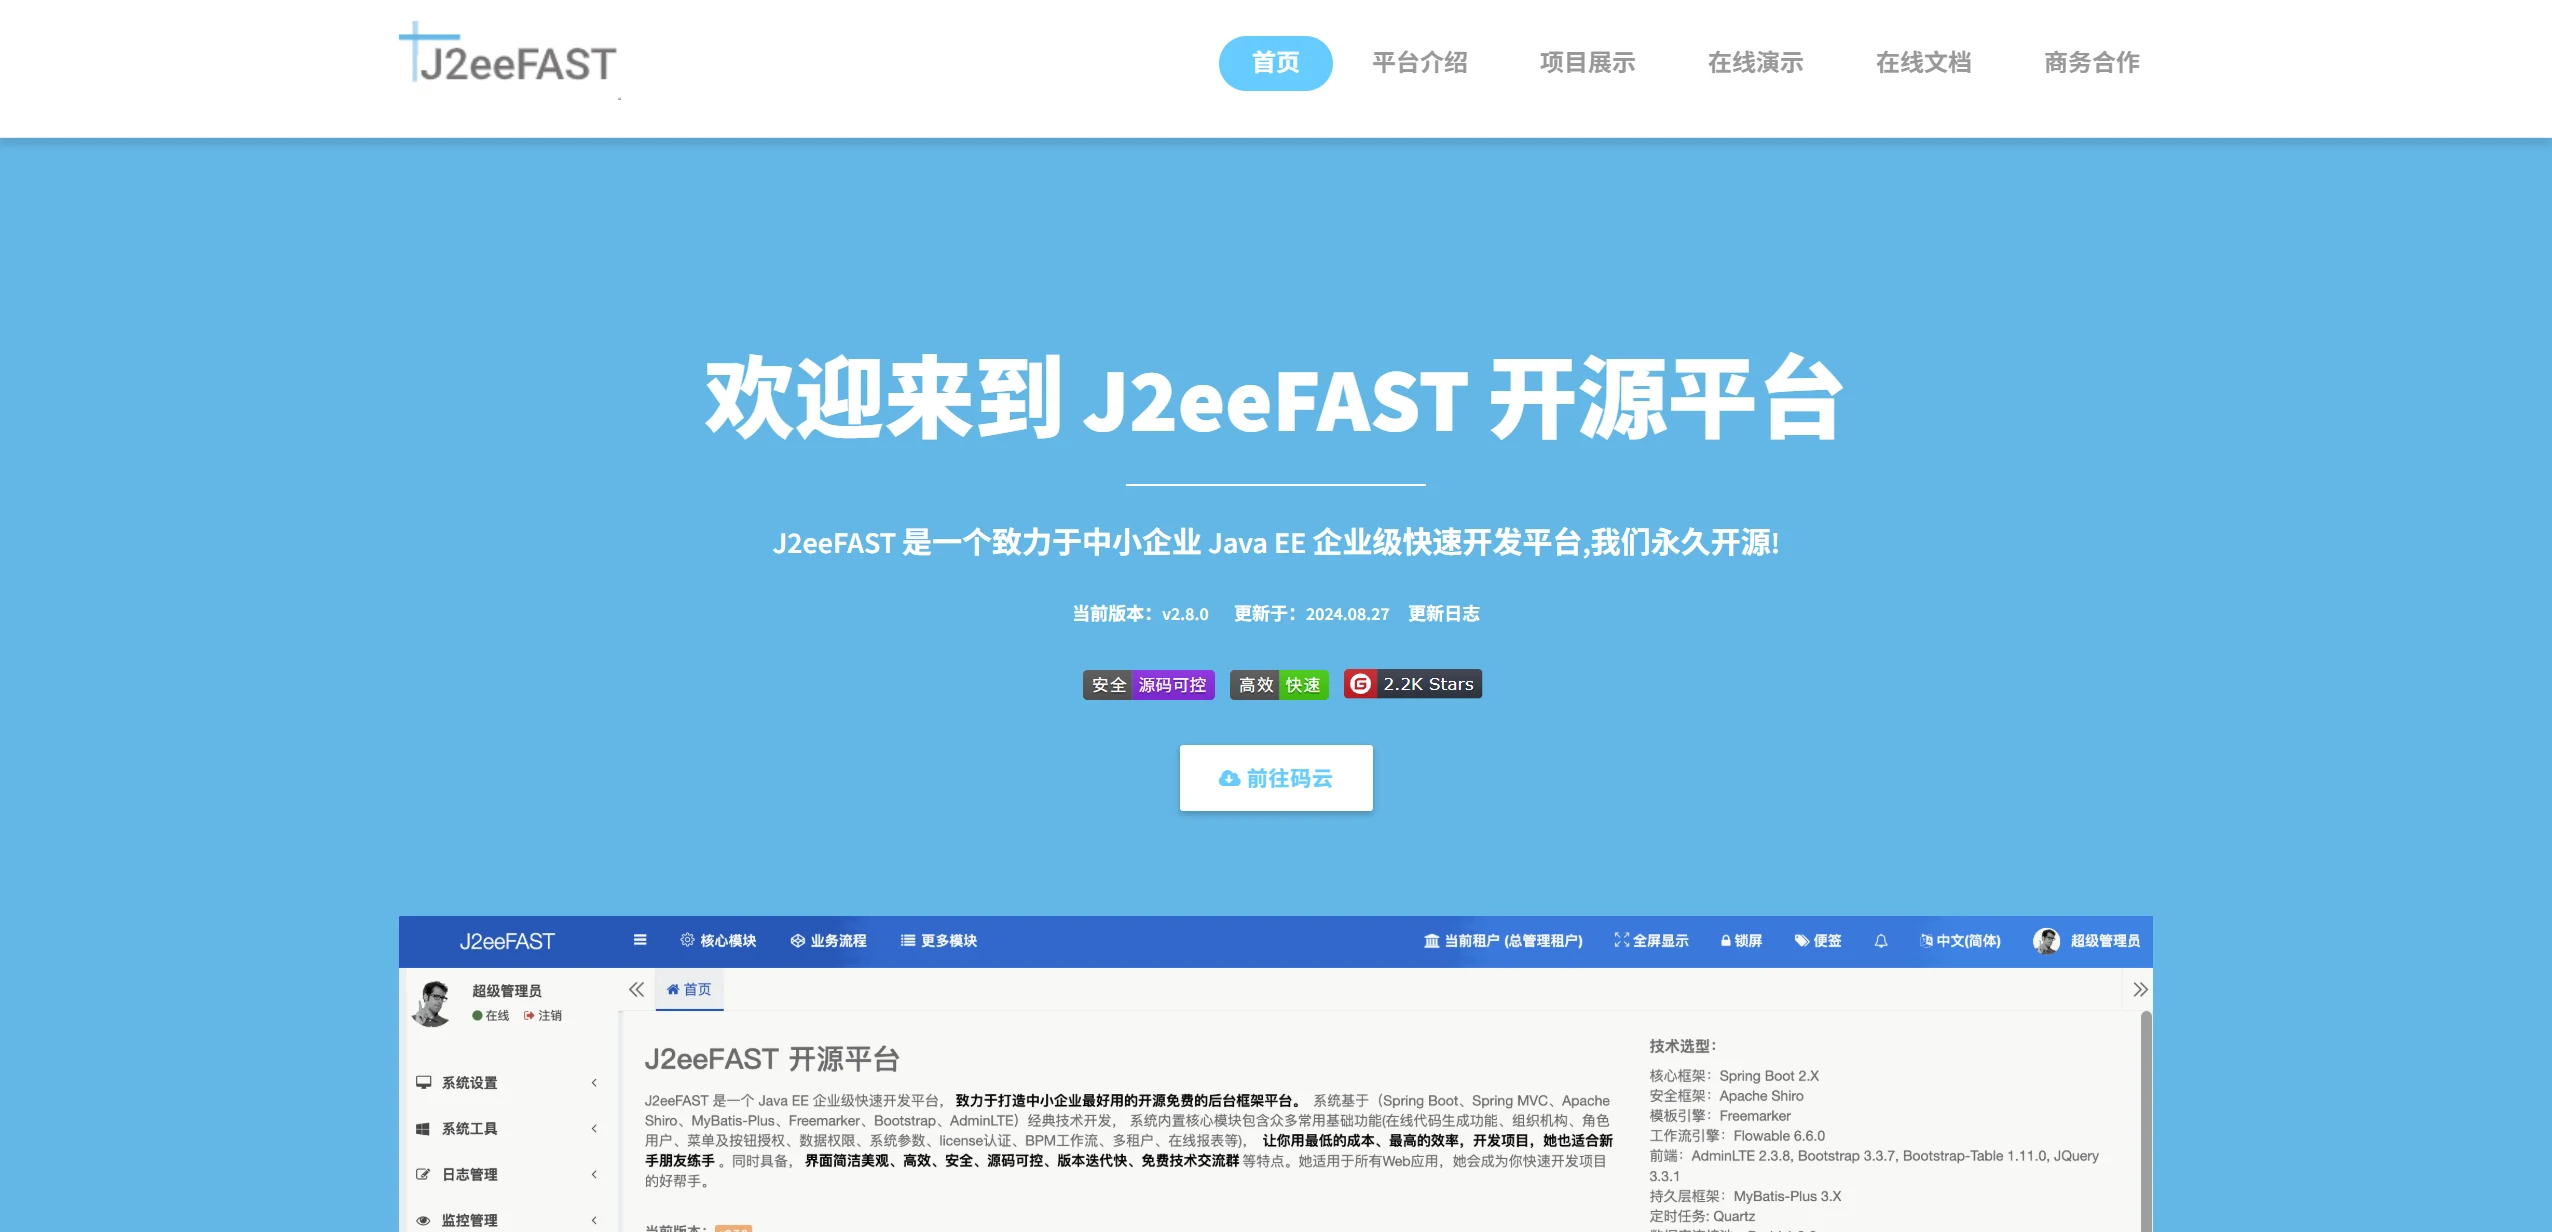 J2eeFAST
首页 平台介绍 项目展示 在线演示 在线文档 商务合作
欢迎来到 J2eeFAST 开源平台
J2eeFAST 是一个致力于中小企业 Java EE 企业级快速开发平台,我们永久开源!
当前版本：v2.8.0 更新于：2024.08.27 更新日志
安全 源码可控 高效 快速 2.2K Stars
前往码云
J2eeFAST 核心模块 业务流程 更多模块 当前租户 (总管理租户) 全屏显示 锁屏 便签 中文(简体) 超级管理员
超级管理员
在线 注销
首页
系统设置
系统工具
日志管理
监控管理
J2eeFAST 开源平台
J2eeFAST 是一个 Java EE 企业级快速开发平台， 致力于打造中小企业最好用的开源免费的后台框架平台。 系统基于（Spring Boot、Spring MVC、Apache
Shiro、MyBatis-Plus、Freemarker、Bootstrap、AdminLTE）经典技术开发， 系统内置核心模块包含众多常用基础功能(在线代码生成功能、组织机构、角色
用户、菜单及按钮授权、数据权限、系统参数、license认证、BPM工作流、多租户、在线报表等)， 让你用最低的成本、最高的效率，开发项目，她也适合新
手朋友练手 。同时具备， 界面简洁美观、高效、安全、源码可控、版本迭代快、免费技术交流群 等特点。她适用于所有Web应用，她会成为你快速开发项目
的好帮手。
当前版本：
技术选型：
核心框架：Spring Boot 2.X
安全框架：Apache Shiro
模板引擎：Freemarker
工作流引擎：Flowable 6.6.0
前端：AdminLTE 2.3.8, Bootstrap 3.3.7, Bootstrap-Table 1.11.0, JQuery
3.3.1
持久层框架：MyBatis-Plus 3.X
定时任务: Quartz